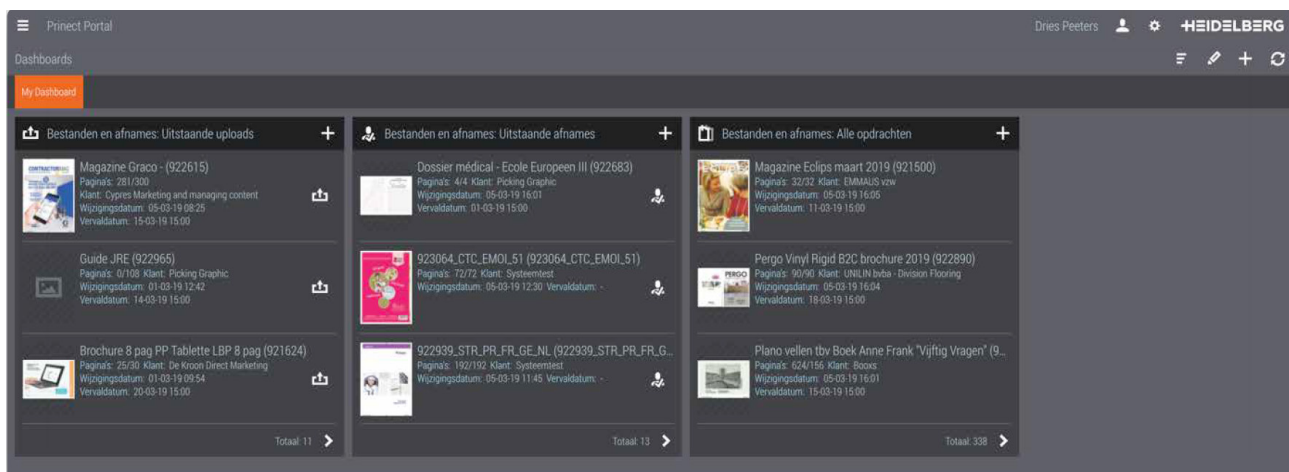 Prinect Portal
Dries Peeters
HEIDELBERG
Dashboards
My Dashboard
Bestanden en afnames: Uitstaande uploads
Magazine Graco - (922615)
Pagina's: 281/300
Klant: Cypres Marketing and managing content
Wijzigingsdatum: 05-03-19 08:25
Vervaldatum: 15-03-19 15:00
Guide JRE (922965)
Pagina's: 0/108 Klant: Picking Graphic
Wijzigingsdatum: 01-03-19 12:42
Vervaldatum: 14-03-19 15:00
Brochure 8 pag PP Tablette LBP 8 pag (921624)
Pagina's: 25/30 Klant: De Kroon Direct Marketing
Wijzigingsdatum: 01-03-19 09:54
Vervaldatum: 20-03-19 15:00
Totaal: 11
Bestanden en afnames: Uitstaande afnames
Dossier médical - Ecole Europeen III (922683)
Pagina's: 4/4 Klant: Picking Graphic
Wijzigingsdatum: 05-03-19 16:01
Vervaldatum: 01-03-19 15:00
923064_CTC_EMOI_51 (923064_CTC_EMOI_51)
Pagina's: 72/72 Klant: Systeemtest
Wijzigingsdatum: 05-03-19 12:30 Vervaldatum: -
922939_STR_PR_FR_GE_NL (922939_STR_PR_FR_G...
Pagina's: 192/192 Klant: Systeemtest
Wijzigingsdatum: 05-03-19 11:45 Vervaldatum: -
Totaal: 13
Bestanden en afnames: Alle opdrachten
Magazine Eclips maart 2019 (921500)
Pagina's: 32/32 Klant: EMMAUS vzw
Wijzigingsdatum: 05-03-19 16:05
Vervaldatum: 11-03-19 15:00
Pergo Vinyl Rigid B2C brochure 2019 (922890)
Pagina's: 90/90 Klant: UNILIN bvba - Division Flooring
Wijzigingsdatum: 05-03-19 16:04
Vervaldatum: 18-03-19 15:00
PERGO
Plano vellen tbv Boek Anne Frank "Vijftig Vragen" (9...
Pagina's: 624/156 Klant: Booxs
Wijzigingsdatum: 05-03-19 16:01
Vervaldatum: 15-03-19 15:00
Totaal: 338